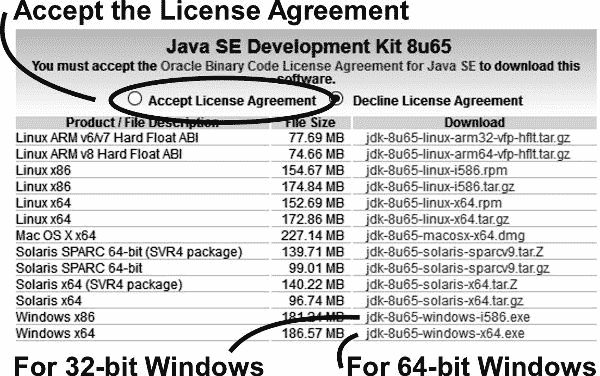 Accept the License Agreement
Java SE Development Kit 8u65
You must accept the Oracle Binary Code License Agreement for Java SE to download this
software.
Accept License Agreement Decline License Agreement
Product / File Description File Size Download
Linux ARM v6/v7 Hard Float ABI 77.69 MB jdk-8u65-linux-arm32-vfp-hflt.tar.gz
Linux ARM v8 Hard Float ABI 74.66 MB jdk-8u65-linux-arm64-vfp-hflt.tar.gz
Linux x86 154.67 MB jdk-8u65-linux-i586.rpm
Linux x86 174.84 MB jdk-8u65-linux-i586.tar.gz
Linux x64 152.69 MB jdk-8u65-linux-x64.rpm
Linux x64 172.86 MB jdk-8u65-linux-x64.tar.gz
Mac OS X x64 227.14 MB jdk-8u65-macosx-x64.dmg
Solaris SPARC 64-bit (SVR4 package) 139.71 MB jdk-8u65-solaris-sparcv9.tar.Z
Solaris SPARC 64-bit 99.01 MB jdk-8u65-solaris-sparcv9.tar.gz
Solaris x64 (SVR4 package) 140.22 MB jdk-8u65-solaris-x64.tar.Z
Solaris x64 96.74 MB jdk-8u65-solaris-x64.tar.gz
Windows x86 181.24 MB jdk-8u65-windows-i586.exe
Windows x64 186.57 MB jdk-8u65-windows-x64.exe
For 32-bit Windows For 64-bit Windows